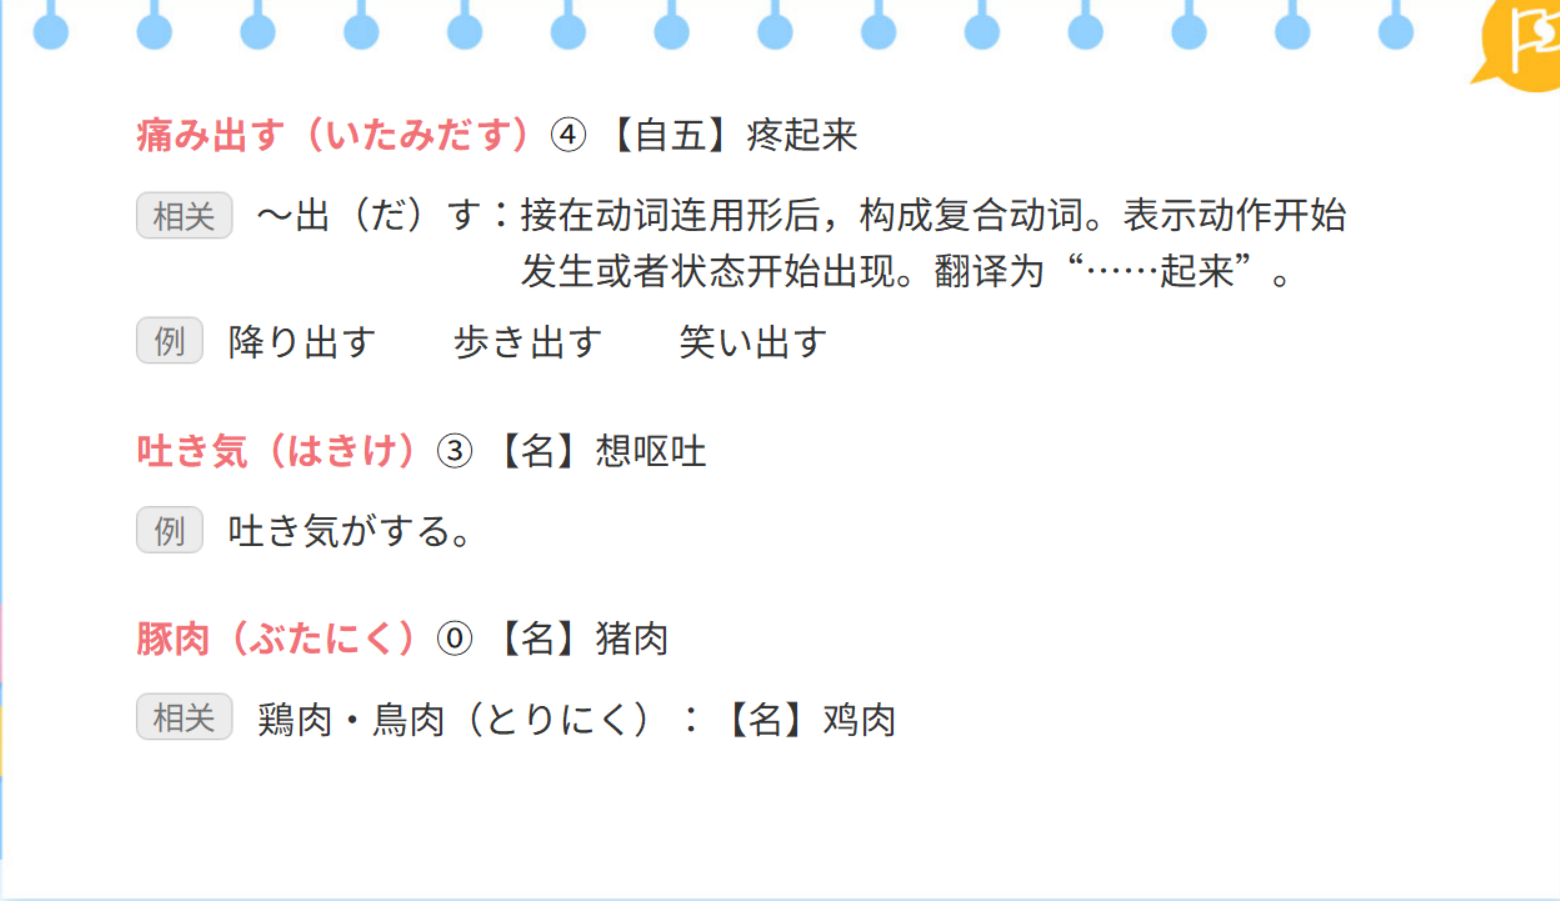 痛み出す（いたみだす）④【自五】疼起来
相关 ～出（だ）す：接在动词连用形后，构成复合动词。表示动作开始
发生或者状态开始出现。翻译为“……起来”。
例 降り出す 歩き出す 笑い出す
吐き気（はきけ）③【名】想呕吐
例 吐き気がする。
豚肉（ぶたにく）⓪【名】猪肉
相关 鶏肉・鳥肉（とりにく）：【名】鸡肉